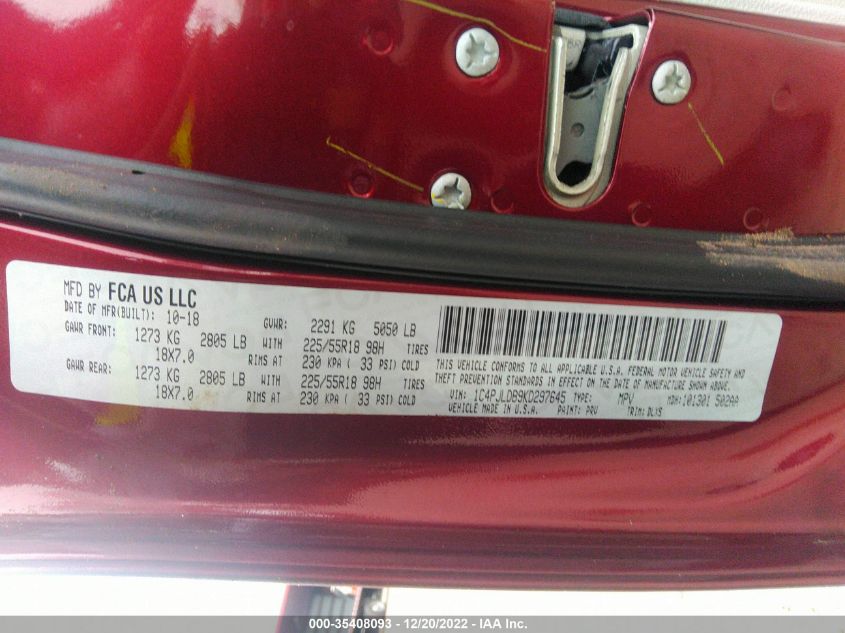 MFD BY FCA US LLC
DATE OF MFR(BUILT): 10-18 GVWR: 2291 KG 5050 LB
GAWR FRONT: 1273 KG 2805 LB WITH 225/55R18 98H TIRES
18X7.0 RIMS AT 230 KPA ( 33 PSI) COLD
GAWR REAR: 1273 KG 2805 LB WITH 225/55R18 98H TIRES
18X7.0 RIMS AT 230 KPA ( 33 PSI) COLD
THIS VEHICLE CONFORMS TO ALL APPLICABLE U.S.A. FEDERAL MOTOR VEHICLE SAFETY AND
THEFT PREVENTION STANDARDS IN EFFECT ON THE DATE OF MANUFACTURE SHOWN ABOVE.
VIN: 1C4PJLDB9KD297645 TYPE: MPV MDH:101301 502AA
VEHICLE MADE IN U.S.A. PAINT: PRV TRIM: DLX9
000-35408093 - 12/20/2022 - IAA Inc.